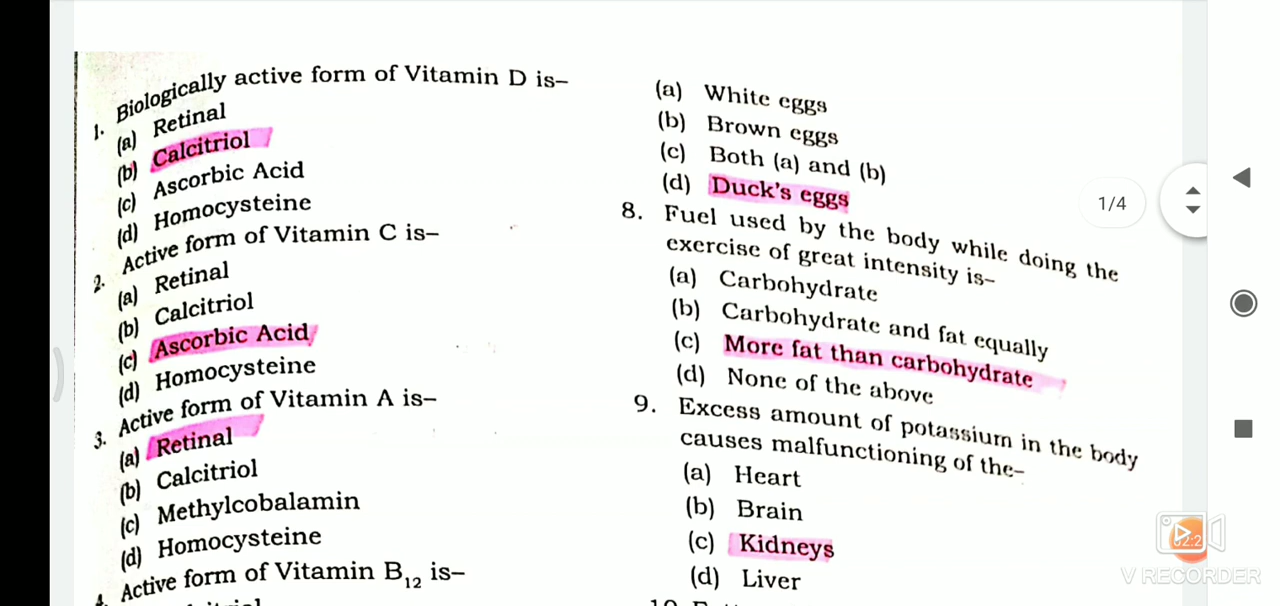 1. Biologically active form of Vitamin D is–
(a) Retinal
(b) Calcitriol
(c) Ascorbic Acid
(d) Homocysteine
2. Active form of Vitamin C is–
(a) Retinal
(b) Calcitriol
(c) Ascorbic Acid
(d) Homocysteine
3. Active form of Vitamin A is–
(a) Retinal
(b) Calcitriol
(c) Methylcobalamin
(d) Homocysteine
4. Active form of Vitamin B12 is–
(a) White eggs
(b) Brown eggs
(c) Both (a) and (b)
(d) Duck's eggs
8. Fuel used by the body while doing the
exercise of great intensity is–
(a) Carbohydrate
(b) Carbohydrate and fat equally
(c) More fat than carbohydrate
(d) None of the above
9. Excess amount of potassium in the body
causes malfunctioning of the–
(a) Heart
(b) Brain
(c) Kidneys
(d) Liver
1/4
V RECORDER